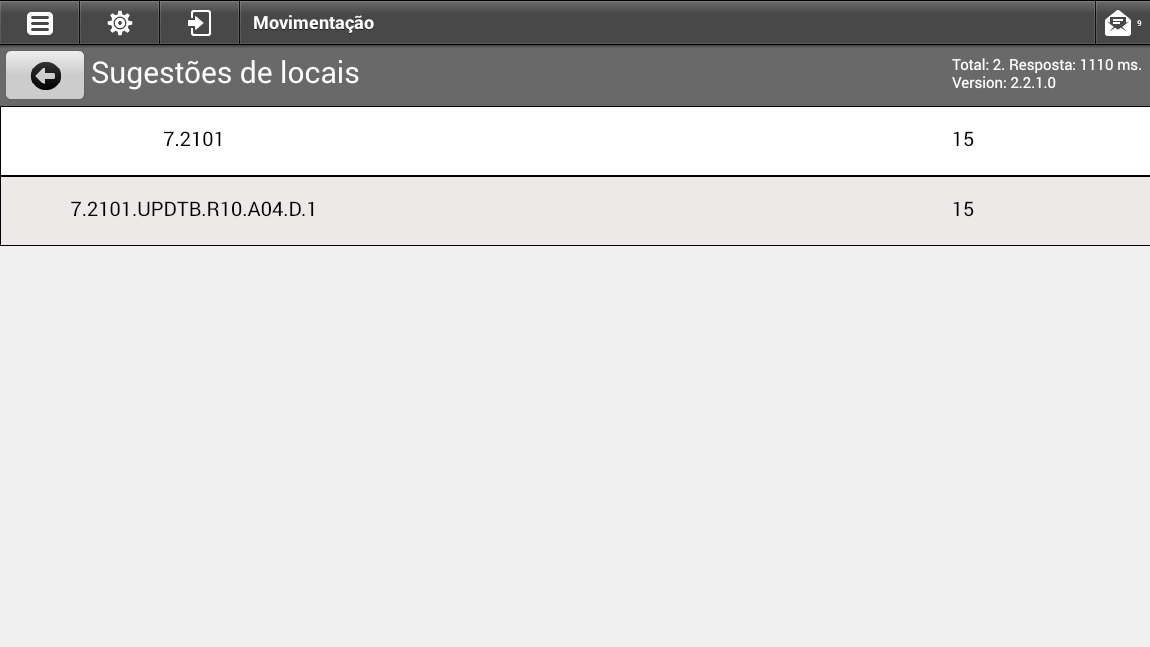 Movimentação
9
Sugestões de locais
Total: 2. Resposta: 1110 ms.
Version: 2.2.1.0
7.2101 15
7.2101.UPDTB.R10.A04.D.1 15